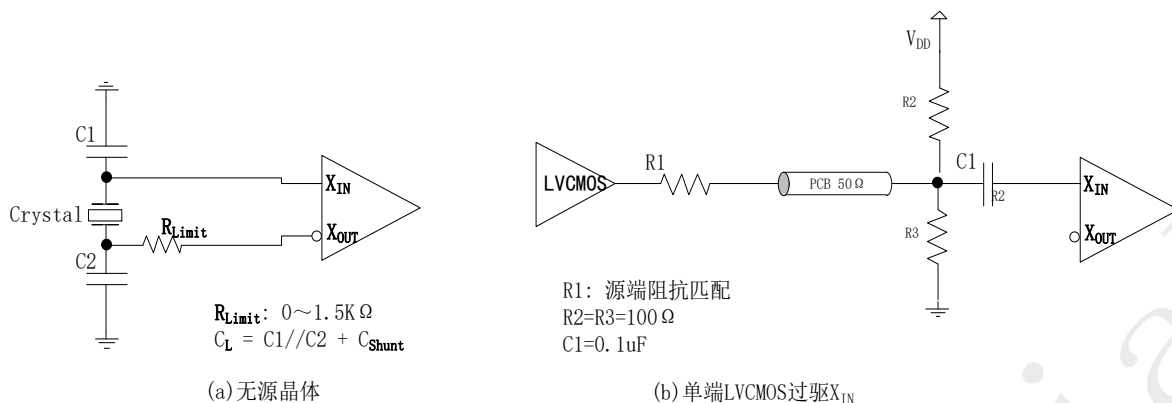 C1
X_IN
Crystal
R_Limit
X_OUT
C2
R_Limit: 0～1.5KΩ
C_L = C1//C2 + C_Shunt
(a)无源晶体
V_DD
R2
R1
C1
LVCMOS
PCB 50Ω
R2
X_IN
R3
X_OUT
R1: 源端阻抗匹配
R2=R3=100Ω
C1=0.1uF
(b)单端LVCMOS过驱X_IN